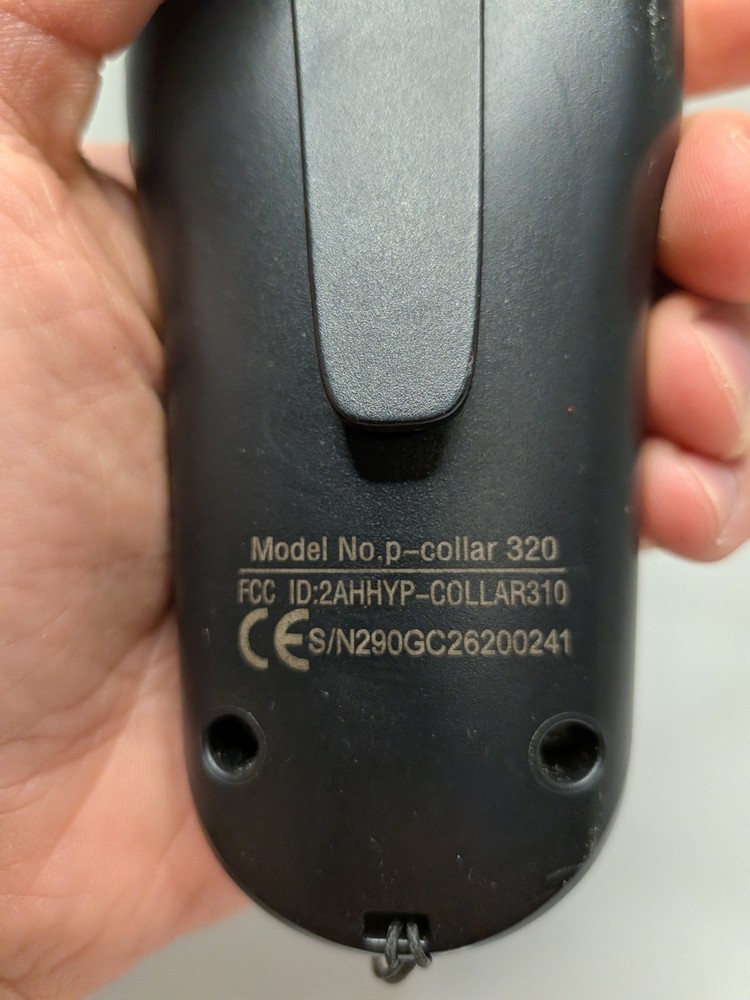 Model No.p-collar 320
FCC ID:2AHHYP-COLLAR310
CE S/N290GC26200241